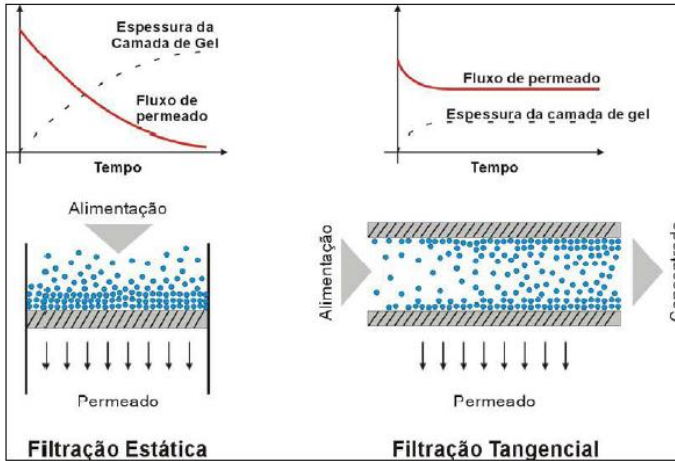 Espessura da
Camada de Gel
Fluxo de
permeado
Tempo
Alimentação
Permeado
Filtração Estática
Fluxo de permeado
Espessura da camada de gel
Tempo
Alimentação
Concentrado
Permeado
Filtração Tangencial